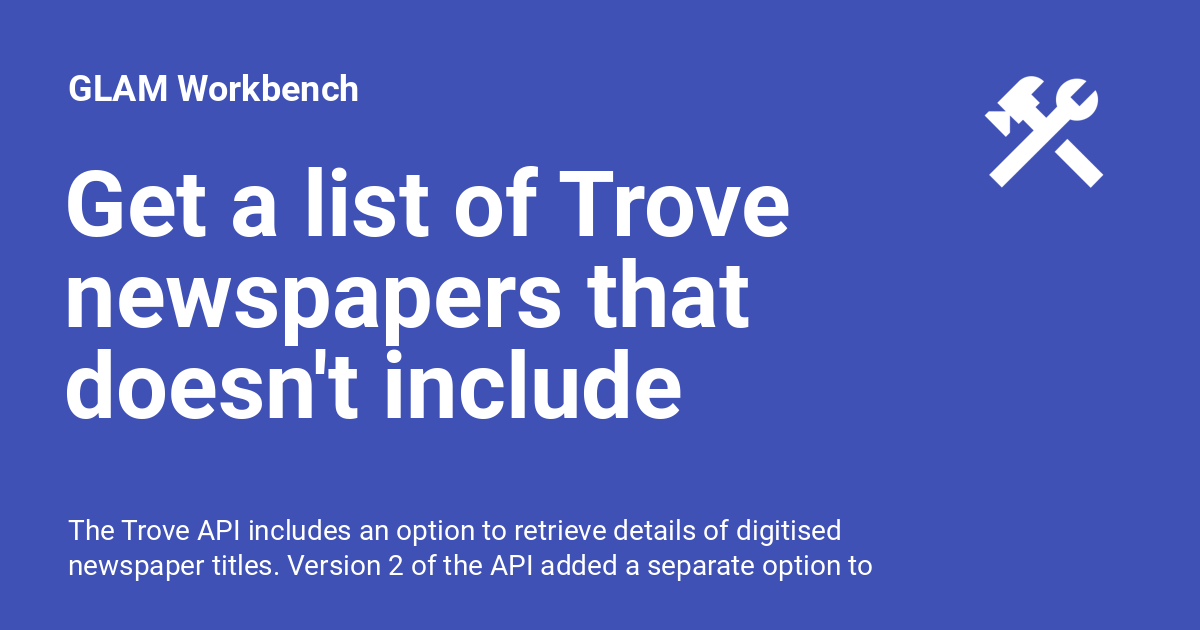 GLAM Workbench
Get a list of Trove
newspapers that
doesn't include
The Trove API includes an option to retrieve details of digitised
newspaper titles. Version 2 of the API added a separate option to